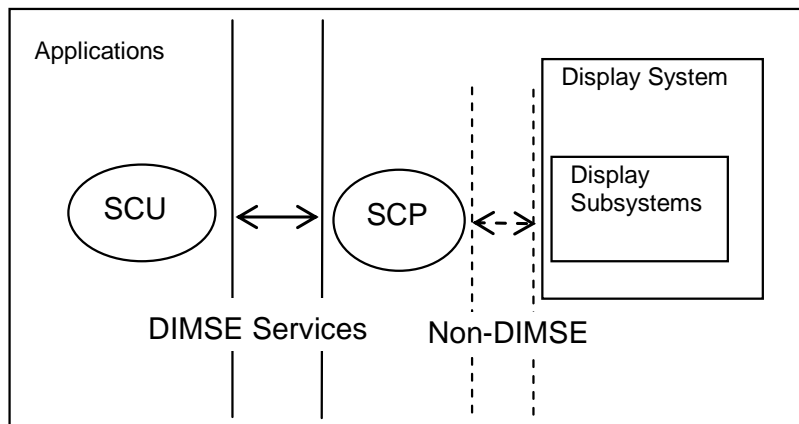 Applications
Display System
Display
Subsystems
SCU
SCP
DIMSE Services
Non-DIMSE